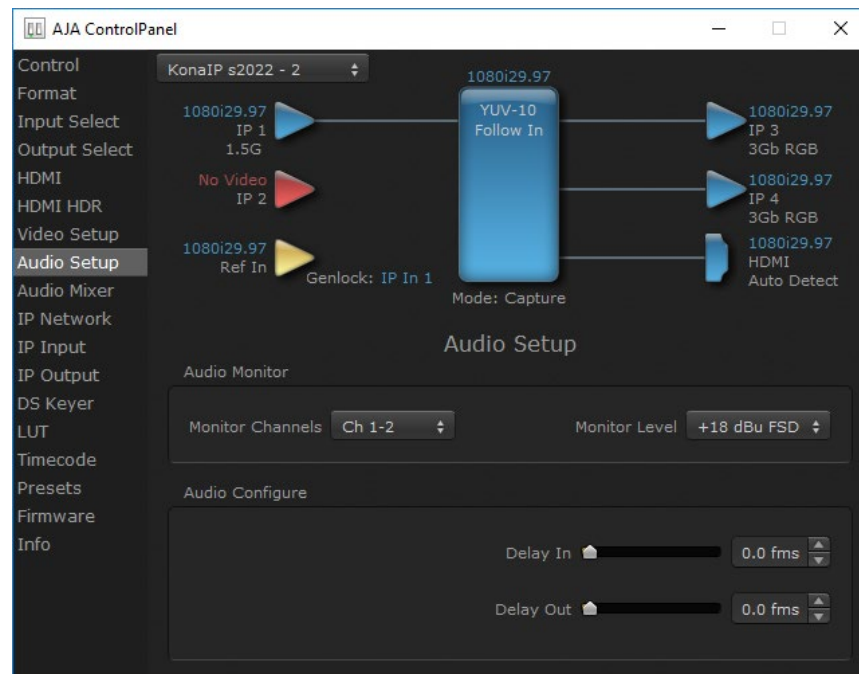 AJA ControlPanel
Control
Format
Input Select
Output Select
HDMI
HDMI HDR
Video Setup
Audio Setup
Audio Mixer
IP Network
IP Input
IP Output
DS Keyer
LUT
Timecode
Presets
Firmware
Info
KonaIP s2022 - 2
1080i29.97
IP 1
1.5G
No Video
IP 2
1080i29.97
Ref In
Genlock: IP In 1
1080i29.97
YUV-10
Follow In
Mode: Capture
1080i29.97
IP 3
3Gb RGB
1080i29.97
IP 4
3Gb RGB
1080i29.97
HDMI
Auto Detect
Audio Setup
Audio Monitor
Monitor Channels Ch 1-2 Monitor Level +18 dBu FSD
Audio Configure
Delay In 0.0 fms
Delay Out 0.0 fms